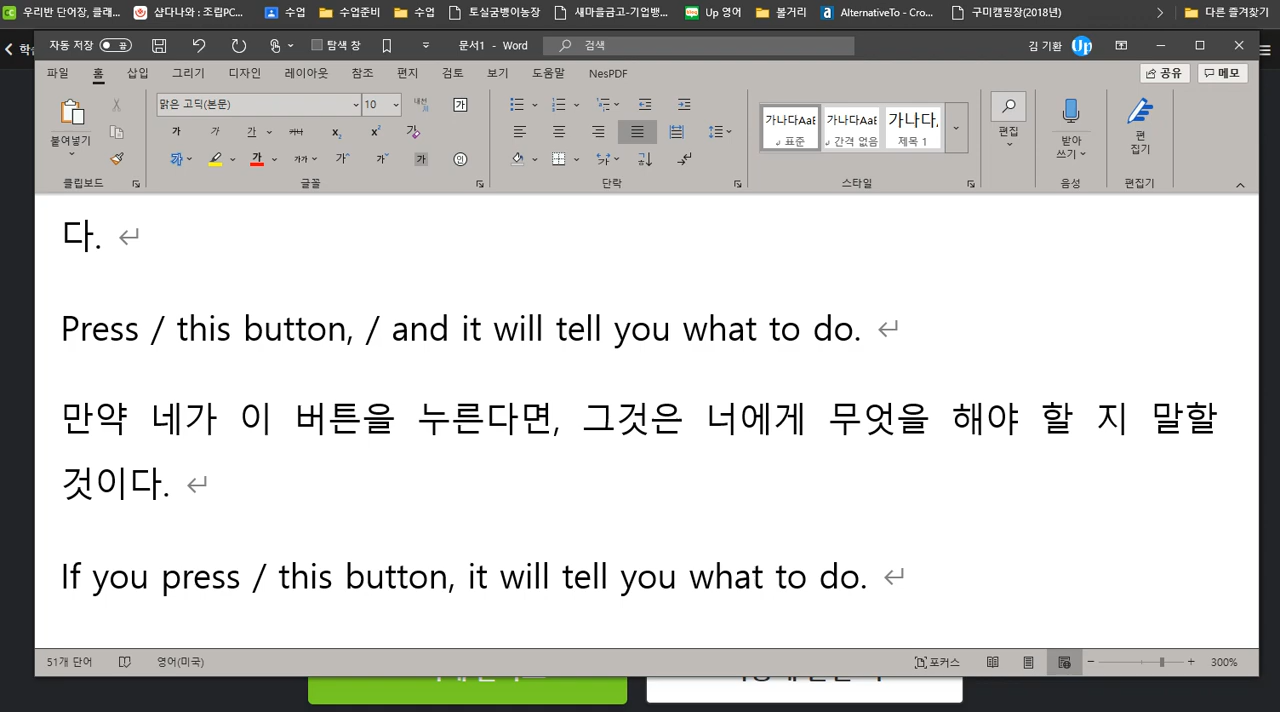 우리반 단어장, 클래... 샵다나와 : 조립PC... 수업 수업준비 수업 토실궁뱅이농장 새마을금고-기업뱅... Up 영어 볼거리 AlternativeTo - Cro... 구미캠핑장(2018년) 다른 즐겨찾기
자동 저장 끔 탐색 창 문서1 - Word 검색 김 기환 Up
파일 홈 삽입 그리기 디자인 레이아웃 참조 편지 검토 보기 도움말 NesPDF 공유 메모
붙여넣기 맑은 고딕(본문) 10 가
가 가 가 가나다AaB 가나다AaB 가나다. 편집 받아쓰기 편집기
표준 간격 없음 제목 1
클립보드 글꼴 단락 스타일 음성 편집기
다.
Press / this button, / and it will tell you what to do.
만약 네가 이 버튼을 누른다면, 그것은 너에게 무엇을 해야 할 지 말할
것이다.
If you press / this button, it will tell you what to do.
51개 단어 영어(미국) 포커스 300%